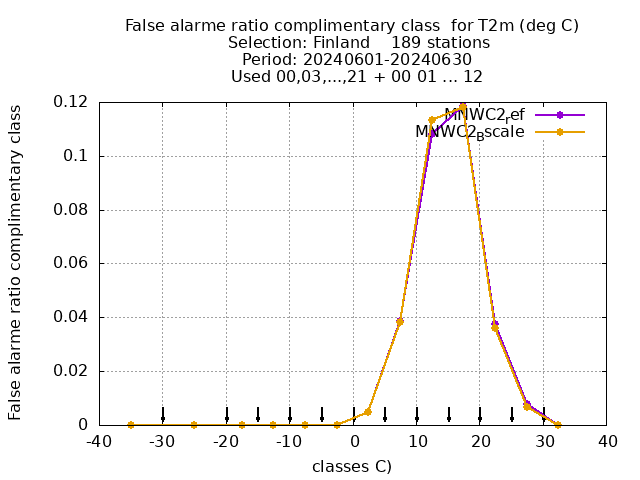 False alarme ratio complimentary class  for T2m (deg C)
Selection: Finland    189 stations
Period: 20240601-20240630
Used 00,03,...,21 + 00 01 ... 12
False alarme ratio complimentary class
0.12
0.1
0.08
0.06
0.04
0.02
0
MNWC2_ref
MNWC2_Bscale
-40 -30 -20 -10 0 10 20 30 40
classes C)